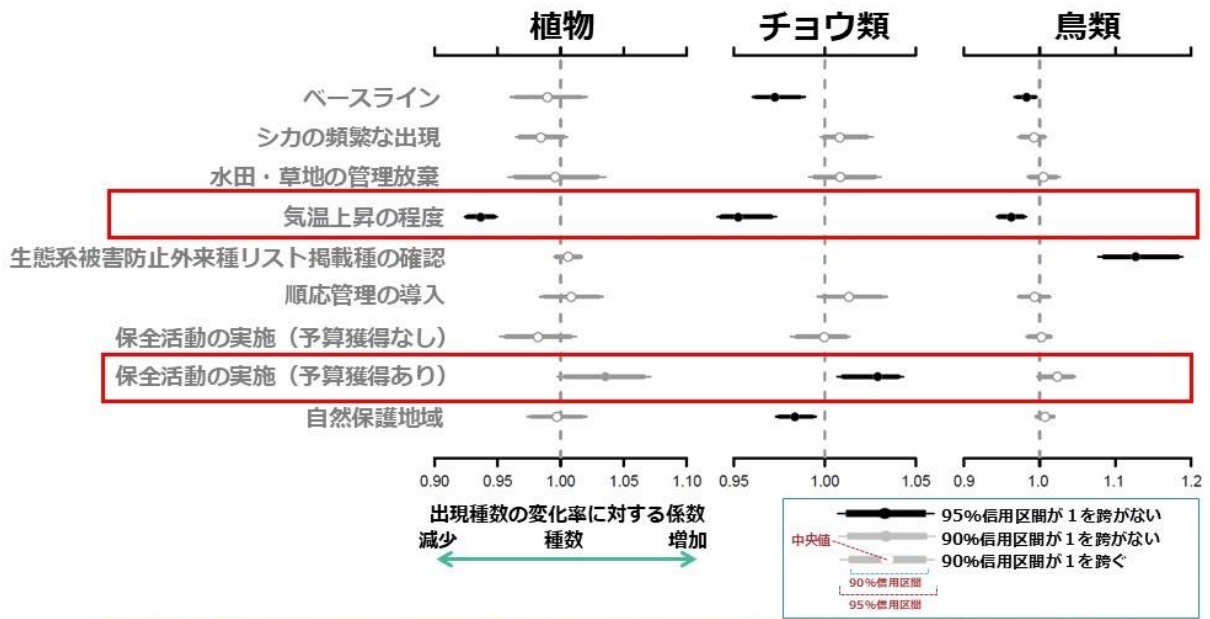 植物 チョウ類 鳥類
ベースライン
シカの頻繁な出現
水田・草地の管理放棄
気温上昇の程度
生態系被害防止外来種リスト掲載種の確認
順応管理の導入
保全活動の実施（予算獲得なし）
保全活動の実施（予算獲得あり）
自然保護地域
0.90 0.95 1.00 1.05 1.10 0.95 1.00 1.05 0.9 1.0 1.1 1.2
出現種数の変化率に対する係数
減少 種数 増加
95%信用区間が１を跨がない
90%信用区間が１を跨がない
中央値
90%信用区間が１を跨ぐ
90%信用区間
95%信用区間